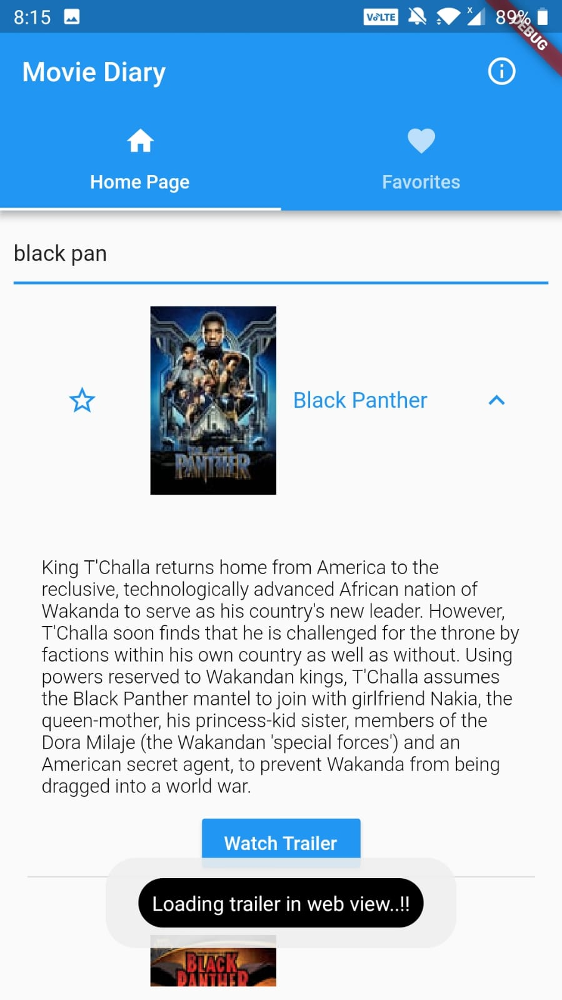 8:15
VoLTE
x
89%
DEBUG
Movie Diary
Home Page
Favorites
black pan
BLACK
PANTHER
Black Panther
King T'Challa returns home from America to the
reclusive, technologically advanced African nation of
Wakanda to serve as his country's new leader. However,
T'Challa soon finds that he is challenged for the throne by
factions within his own country as well as without. Using
powers reserved to Wakandan kings, T'Challa assumes
the Black Panther mantel to join with girlfriend Nakia, the
queen-mother, his princess-kid sister, members of the
Dora Milaje (the Wakandan 'special forces') and an
American secret agent, to prevent Wakanda from being
dragged into a world war.
Watch Trailer
Loading trailer in web view..!!
BLACK
PANTHER